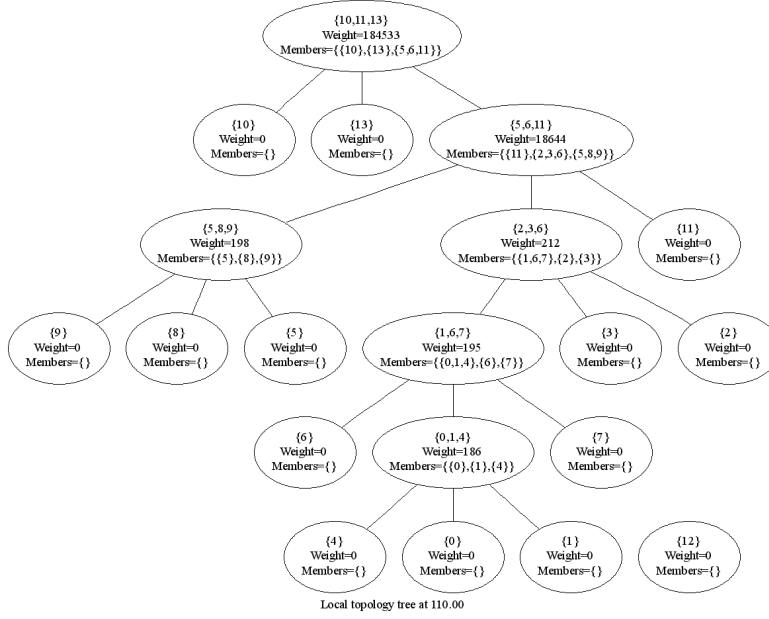 {10,11,13}
Weight=184533
Members={{10},{13},{5,6,11}}
{10}
Weight=0
Members={}
{13}
Weight=0
Members={}
{5,6,11}
Weight=18644
Members={{11},{2,3,6},{5,8,9}}
{5,8,9}
Weight=198
Members={{5},{8},{9}}
{2,3,6}
Weight=212
Members={{1,6,7},{2},{3}}
{11}
Weight=0
Members={}
{9}
Weight=0
Members={}
{8}
Weight=0
Members={}
{5}
Weight=0
Members={}
{1,6,7}
Weight=195
Members={{0,1,4},{6},{7}}
{3}
Weight=0
Members={}
{2}
Weight=0
Members={}
{6}
Weight=0
Members={}
{0,1,4}
Weight=186
Members={{0},{1},{4}}
{7}
Weight=0
Members={}
{4}
Weight=0
Members={}
{0}
Weight=0
Members={}
{1}
Weight=0
Members={}
{12}
Weight=0
Members={}
Local topology tree at 110.00